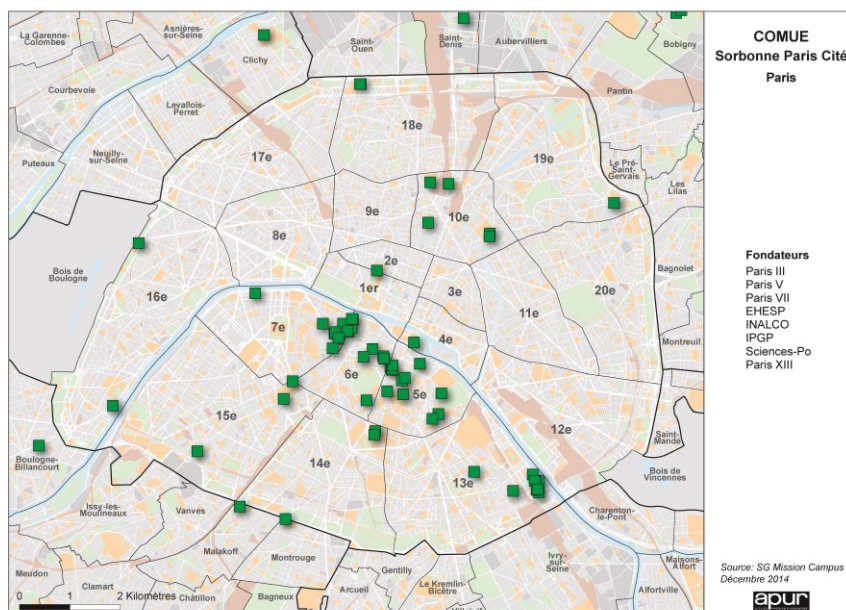 La Garenne-
Colombes
Asnières-
sur-Seine
Clichy
Saint-
Ouen
Saint-
Denis
Aubervilliers
Bobigny
COMUE
Sorbonne Paris Cité
Paris
Courbevoie
Levallois-
Perret
Pantin
Puteaux
Neuilly-
sur-Seine
17e
18e
19e
Le Pré-
Saint-
Gervais
Les
Lilas
9e
10e
8e
Bois de
Boulogne
2e
1er
3e
16e
20e
Bagnolet
11e
7e
4e
Montreuil
6e
5e
15e
12e
Saint-
Mandé
Boulogne-
Billancourt
14e
13e
Bois de
Vincennes
Issy-les-
Moulineaux
Vanves
Charenton-
le-Pont
Malakoff
Montrouge
Gentilly
Ivry-
sur-
Seine
Maisons-
Alfort
Meudon
Clamart
Châtillon
Bagneux
Arcueil
Le Kremlin-
Bicêtre
Alfortville
0 1 2 Kilomètres
Fondateurs
Paris III
Paris V
Paris VII
EHESP
INALCO
IPGP
Sciences-Po
Paris XIII
Source: SG Mission Campus
Décembre 2014
apur